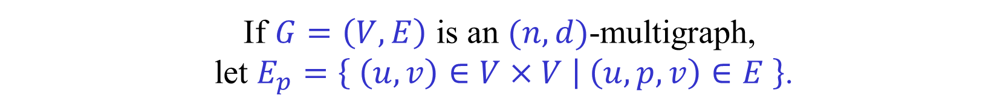 If G = (V, E) is an (n, d)-multigraph,
let E_p = { (u, v) ∈ V × V | (u, p, v) ∈ E }.